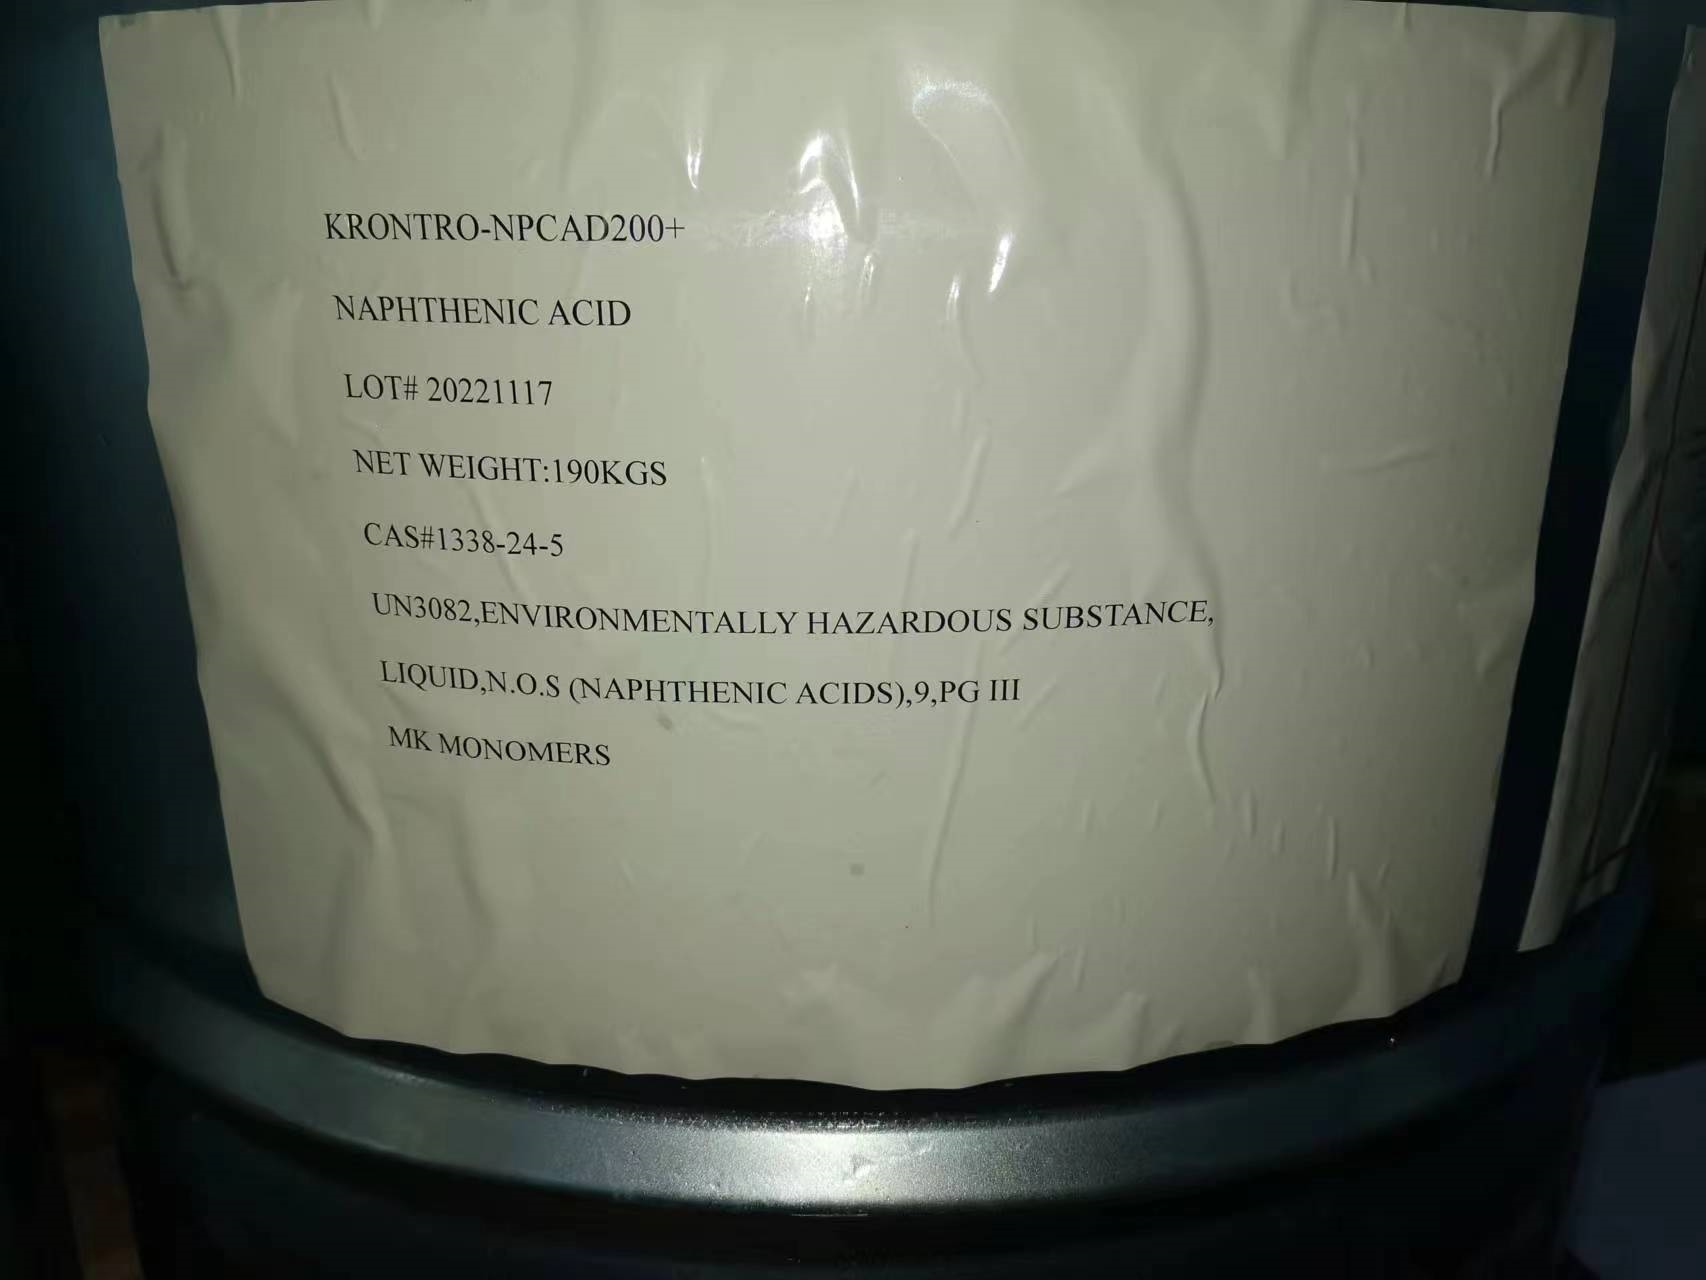 KRONTRO-NPCAD200+
NAPHTHENIC ACID
LOT# 20221117
NET WEIGHT:190KGS
CAS#1338-24-5
UN3082,ENVIRONMENTALLY HAZARDOUS SUBSTANCE,
LIQUID,N.O.S (NAPHTHENIC ACIDS),9,PG III
MK MONOMERS